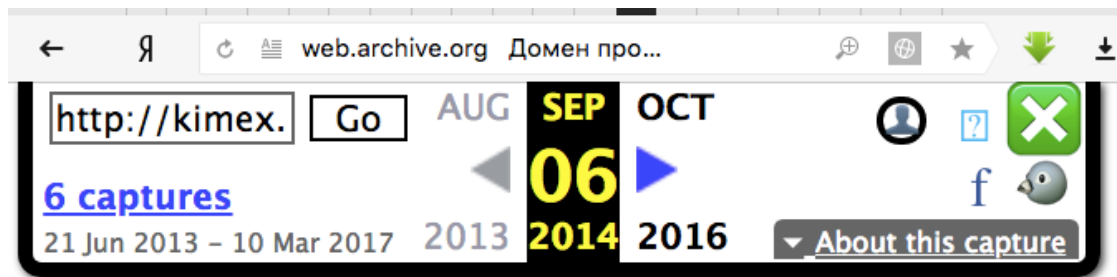 Я web.archive.org Домен про...
http://kimex. Go AUG SEP OCT
06
6 captures
21 Jun 2013 – 10 Mar 2017 2013 2014 2016
? f
About this capture